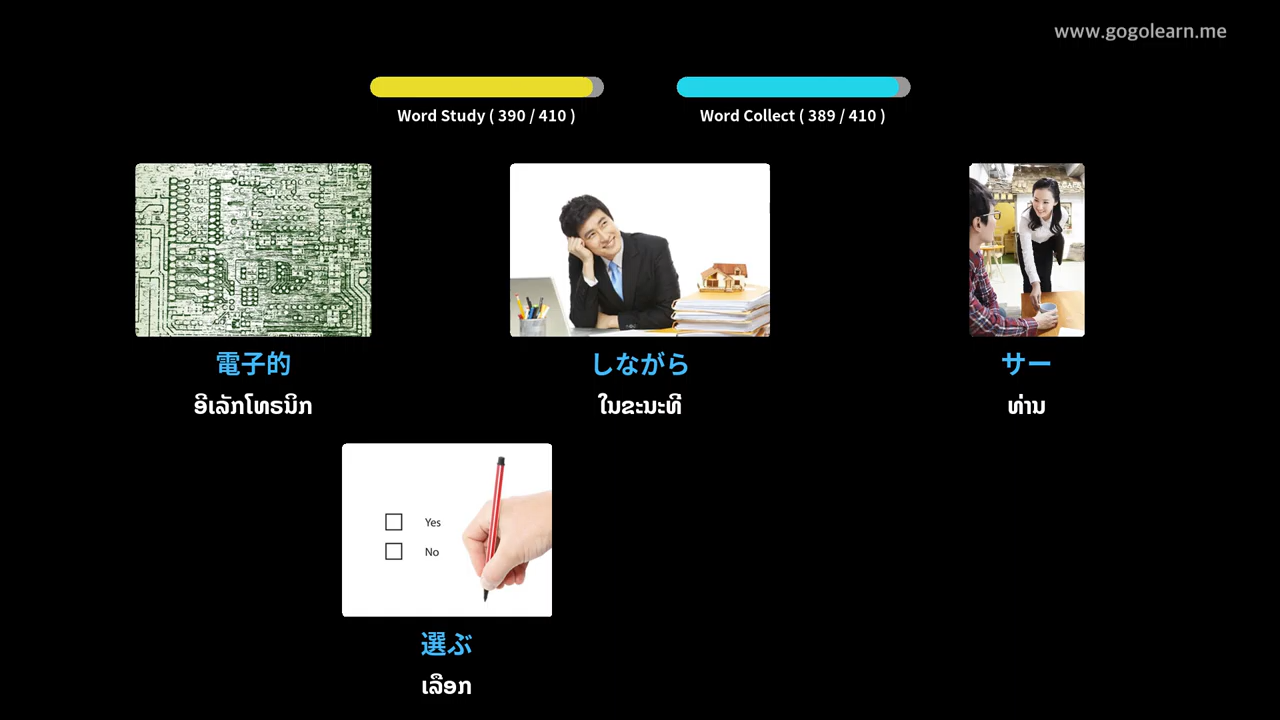 www.gogolearn.me
Word Study ( 390 / 410 )
Word Collect ( 389 / 410 )
電子的
しながら
サー
ອີເລັກໂທຣນິກ
ໃນຂະນະທີ
ທ່ານ
Yes
No
選ぶ
ເລືອກ